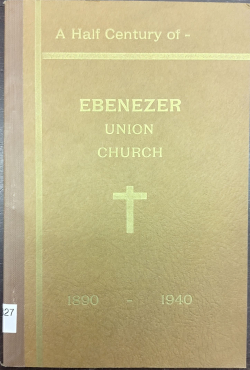 A Half Century of -
EBENEZER
UNION
CHURCH
1890 - 1940
27